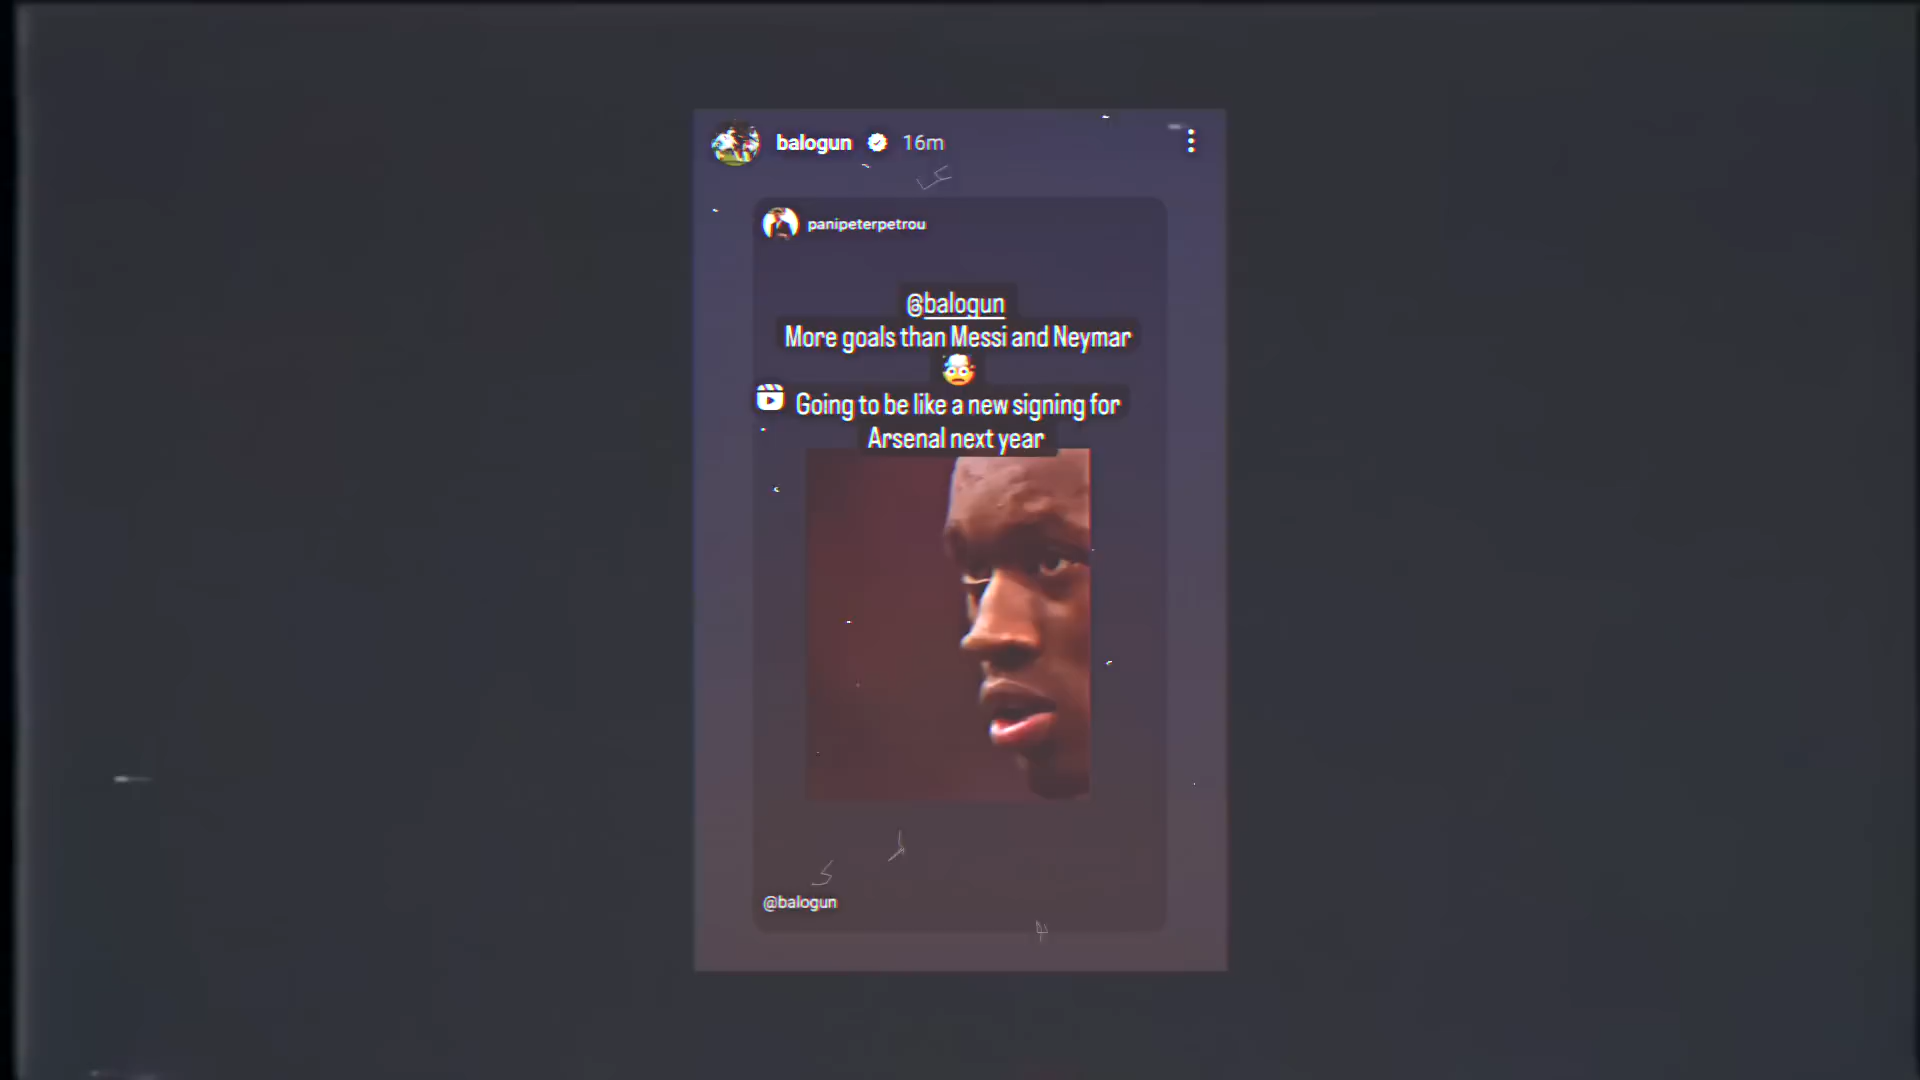 balogun 16m
panipeterpetrou
@balogun
More goals than Messi and Neymar
🤯
Going to be like a new signing for
Arsenal next year
@balogun